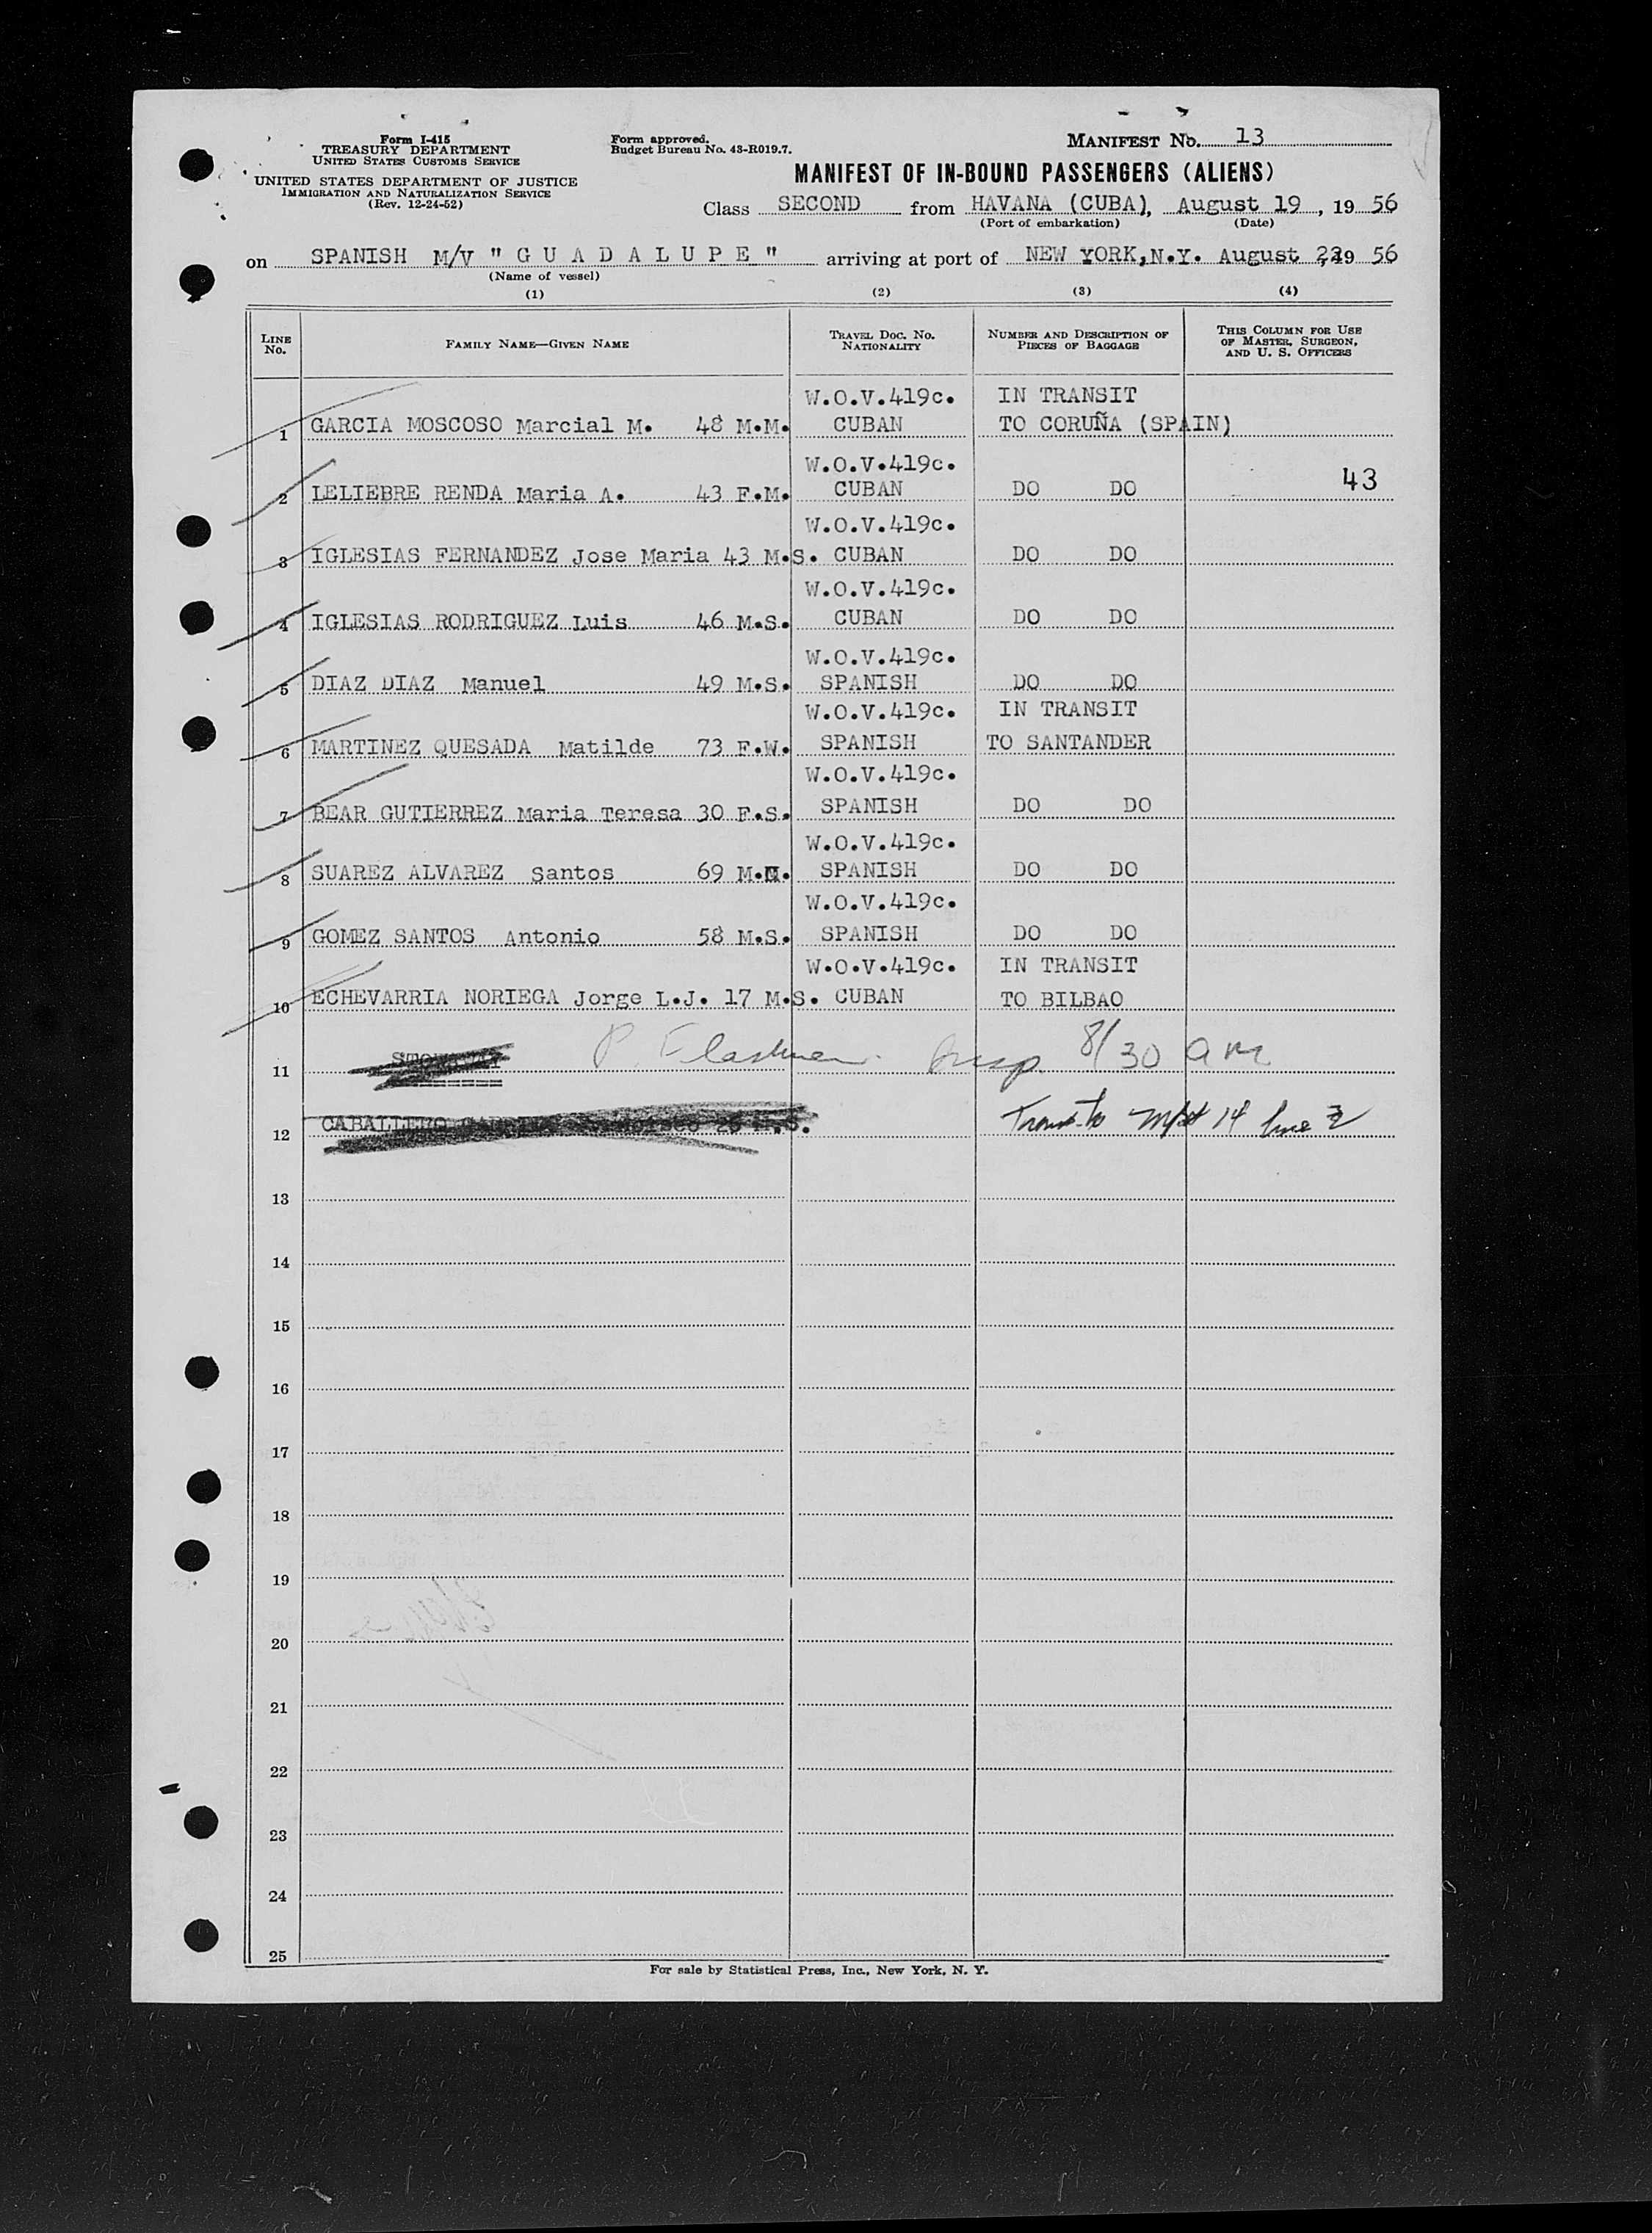 Form I-415
TREASURY DEPARTMENT
UNITED STATES CUSTOMS SERVICE
UNITED STATES DEPARTMENT OF JUSTICE
IMMIGRATION AND NATURALIZATION SERVICE
(Rev. 12-24-52)
Form approved.
Budget Bureau No. 43-R019.7.
MANIFEST No. 13
MANIFEST OF IN-BOUND PASSENGERS (ALIENS)
Class SECOND from HAVANA (CUBA), August 19, 19 56
(Port of embarkation) (Date)
on SPANISH M/V " G U A D A L U P E " arriving at port of NEW YORK, N.Y. August , 19 56
(Name of vessel)
(1) (2) (3) (4)
LINE No. FAMILY NAME—GIVEN NAME TRAVEL DOC. NO. NATIONALITY NUMBER AND DESCRIPTION OF PIECES OF BAGGAGE THIS COLUMN FOR USE OF MASTER, SURGEON, AND U. S. OFFICERS
W.O.V.419c. IN TRANSIT
1 GARCIA MOSCOSO Marcial M. 48 M.M. CUBAN TO CORUÑA (SPAIN)
W.O.V.419c.
2 LELIEBRE RENDA Maria A. 43 F.M. CUBAN DO DO 43
W.O.V.419c.
3 IGLESIAS FERNANDEZ Jose Maria 43 M.S. CUBAN DO DO
W.O.V.419c.
4 IGLESIAS RODRIGUEZ Luis 46 M.S. CUBAN DO DO
W.O.V.419c.
5 DIAZ DIAZ Manuel 49 M.S. SPANISH DO DO
W.O.V.419c. IN TRANSIT
6 MARTINEZ QUESADA Matilde 73 F.W. SPANISH TO SANTANDER
W.O.V.419c.
7 BEAR GUTIERREZ Maria Teresa 30 F.S. SPANISH DO DO
W.O.V.419c.
8 SUAREZ ALVAREZ Santos 69 M.M. SPANISH DO DO
W.O.V.419c.
9 GOMEZ SANTOS Antonio 58 M.S. SPANISH DO DO
W.O.V.419c. IN TRANSIT
10 ECHEVARRIA NORIEGA Jorge L.J. 17 M.S. CUBAN TO BILBAO
11 P. Insp. 8/30 am
12 CABALLERO 14 line 2
13
14
15
16
17
18
19
20
21
22
23
24
25
For sale by Statistical Press, Inc., New York, N. Y.